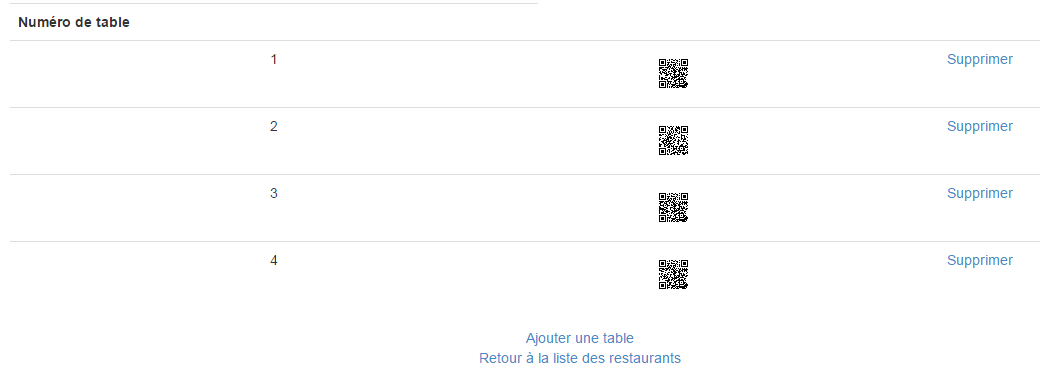 Numéro de table
1 Supprimer
2 Supprimer
3 Supprimer
4 Supprimer
Ajouter une table
Retour à la liste des restaurants